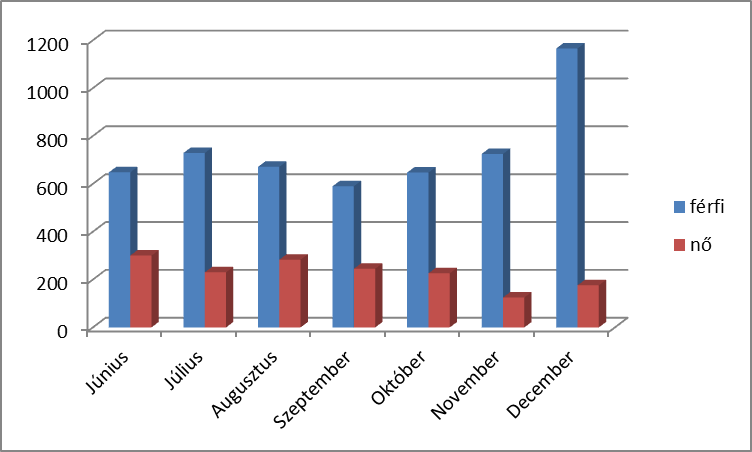 1200
1000
800
600
400
200
0
Június
Július
Augusztus
Szeptember
Október
November
December
férfi
nő